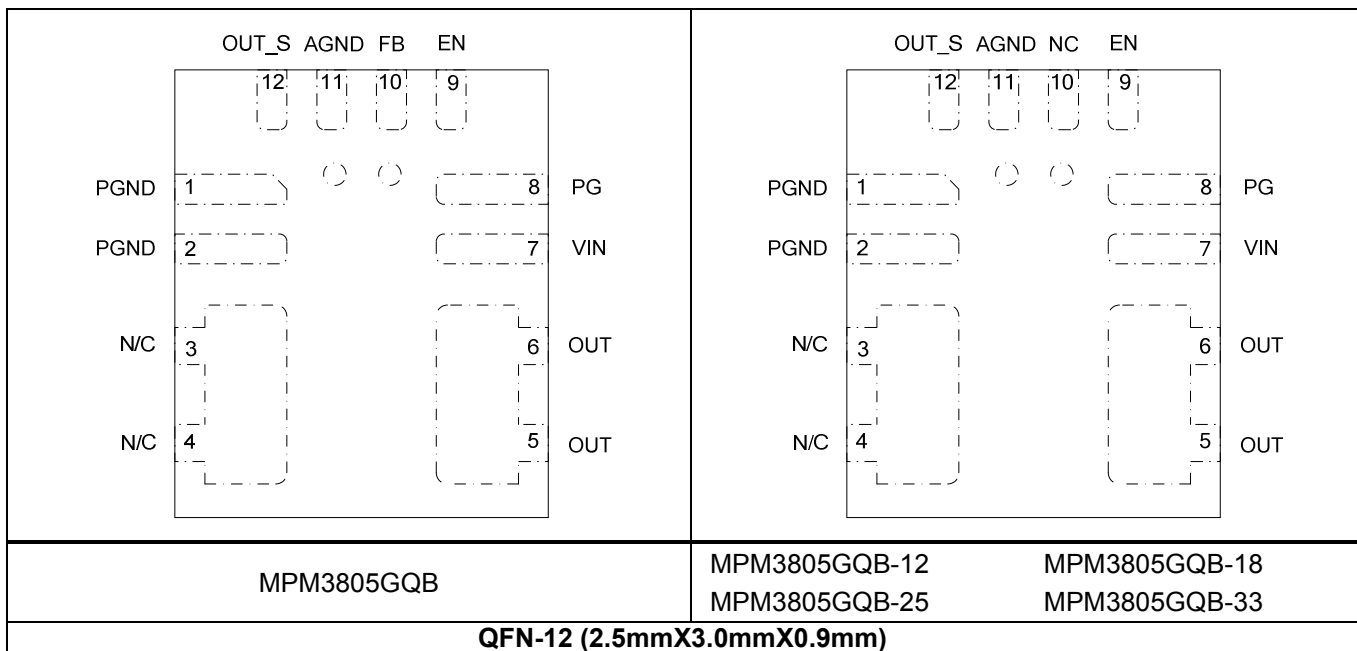 OUT_S AGND FB EN
12 11 10 9
PGND 1 8 PG
PGND 2 7 VIN
N/C 3 6 OUT
N/C 4 5 OUT
MPM3805GQB
OUT_S AGND NC EN
12 11 10 9
PGND 1 8 PG
PGND 2 7 VIN
N/C 3 6 OUT
N/C 4 5 OUT
MPM3805GQB-12 MPM3805GQB-18
MPM3805GQB-25 MPM3805GQB-33
QFN-12 (2.5mmX3.0mmX0.9mm)